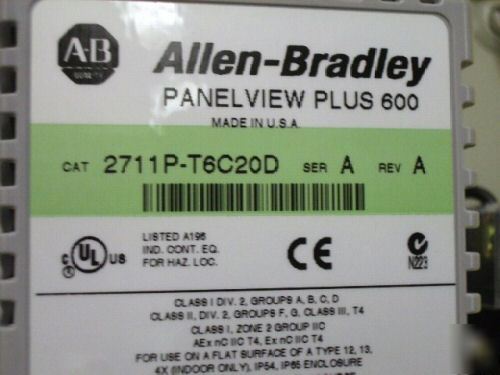 A-B
QUALITY
Allen-Bradley
PANELVIEW PLUS 600
MADE IN U.S.A.
CAT 2711P-T6C20D SER A REV A
LISTED A196
IND. CONT. EQ.
FOR HAZ. LOC.
C UL US
CE
N223
CLASS I DIV. 2, GROUPS A, B, C, D
CLASS II, DIV. 2, GROUPS F, G, CLASS III, T4
CLASS I, ZONE 2 GROUP IIC
AEx nC IIC T4, Ex nC IIC T4
FOR USE ON A FLAT SURFACE OF A TYPE 12, 13,
4X (INDOOR ONLY), IP54, IP65 ENCLOSURE